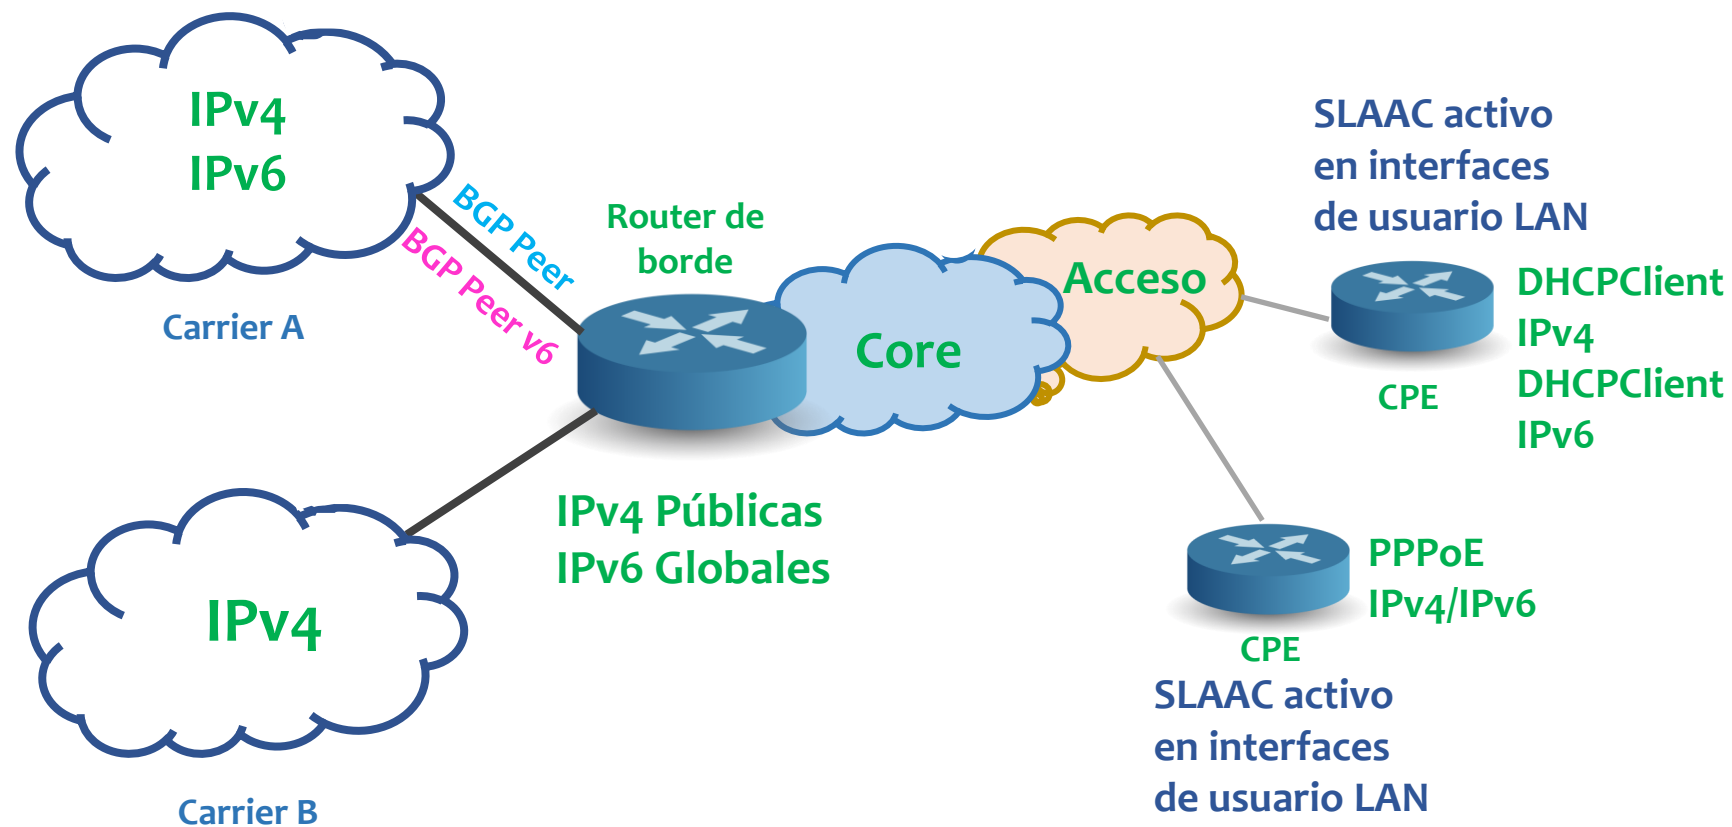 IPv4
IPv6
BGP Peer
BGP Peer v6
Carrier A
Router de
borde
Core
Acceso
SLAAC activo
en interfaces
de usuario LAN
DHCPClient
IPv4
DHCPClient
IPv6
CPE
IPv4 Públicas
IPv6 Globales
IPv4
Carrier B
PPPoE
IPv4/IPv6
CPE
SLAAC activo
en interfaces
de usuario LAN